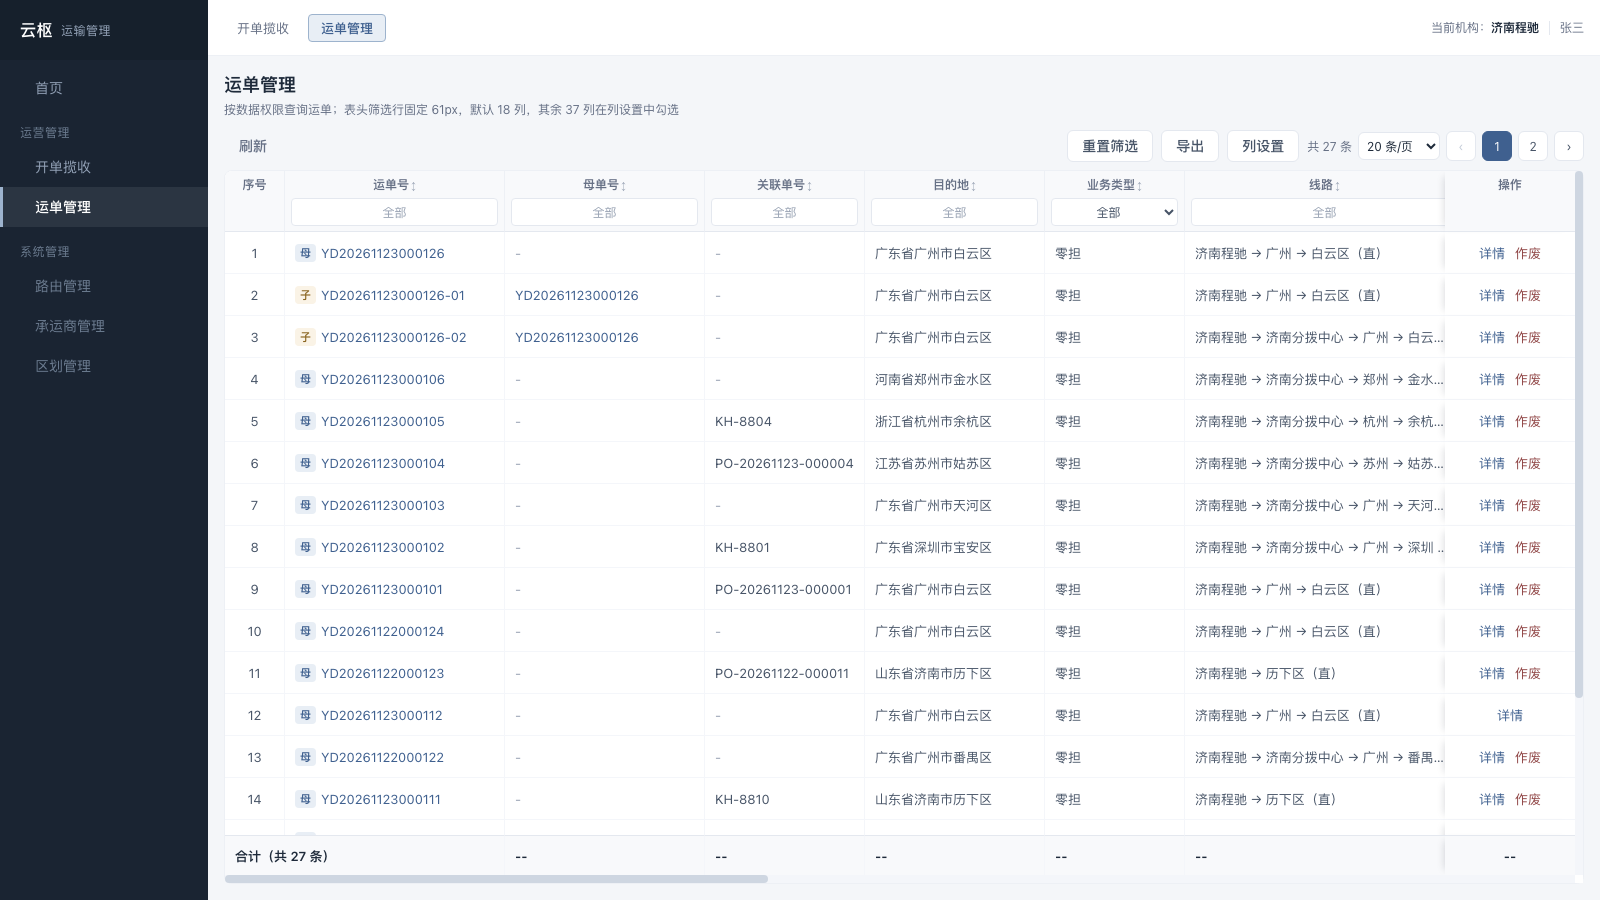 云枢 运输管理
首页
运营管理
开单揽收
运单管理
系统管理
路由管理
承运商管理
区划管理
开单揽收 运单管理 当前机构： 济南程驰 张三
运单管理
按数据权限查询运单；表头筛选行固定 61px，默认 18 列，其余 37 列在列设置中勾选
刷新 重置筛选 导出 列设置 共 27 条 20 条/页 ‹ 1 2 ›
序号 运单号↕ 母单号↕ 关联单号↕ 目的地↕ 业务类型↕ 线路↕ 操作
全部 全部 全部 全部 全部 全部
1 母 YD20261123000126 - - 广东省广州市白云区 零担 济南程驰 → 广州 → 白云区（直） 详情 作废
2 子 YD20261123000126-01 YD20261123000126 - 广东省广州市白云区 零担 济南程驰 → 广州 → 白云区（直） 详情 作废
3 子 YD20261123000126-02 YD20261123000126 - 广东省广州市白云区 零担 济南程驰 → 济南分拨中心 → 广州 → 白云... 详情 作废
4 母 YD20261123000106 - - 河南省郑州市金水区 零担 济南程驰 → 济南分拨中心 → 郑州 → 金水... 详情 作废
5 母 YD20261123000105 - KH-8804 浙江省杭州市余杭区 零担 济南程驰 → 济南分拨中心 → 杭州 → 余杭... 详情 作废
6 母 YD20261123000104 - PO-20261123-000004 江苏省苏州市姑苏区 零担 济南程驰 → 济南分拨中心 → 苏州 → 姑苏... 详情 作废
7 母 YD20261123000103 - - 广东省广州市天河区 零担 济南程驰 → 济南分拨中心 → 广州 → 天河... 详情 作废
8 母 YD20261123000102 - KH-8801 广东省深圳市宝安区 零担 济南程驰 → 济南分拨中心 → 广州 → 深圳 ... 详情 作废
9 母 YD20261123000101 - PO-20261123-000001 广东省广州市白云区 零担 济南程驰 → 广州 → 白云区（直） 详情 作废
10 母 YD20261122000124 - - 广东省广州市白云区 零担 济南程驰 → 广州 → 白云区（直） 详情 作废
11 母 YD20261122000123 - PO-20261122-000011 山东省济南市历下区 零担 济南程驰 → 历下区（直） 详情 作废
12 母 YD20261123000112 - - 广东省广州市白云区 零担 济南程驰 → 广州 → 白云区（直） 详情
13 母 YD20261122000122 - - 广东省广州市番禺区 零担 济南程驰 → 济南分拨中心 → 广州 → 番禺... 详情 作废
14 母 YD20261123000111 - KH-8810 山东省济南市历下区 零担 济南程驰 → 历下区（直） 详情 作废
合计（共 27 条） -- -- -- -- -- --